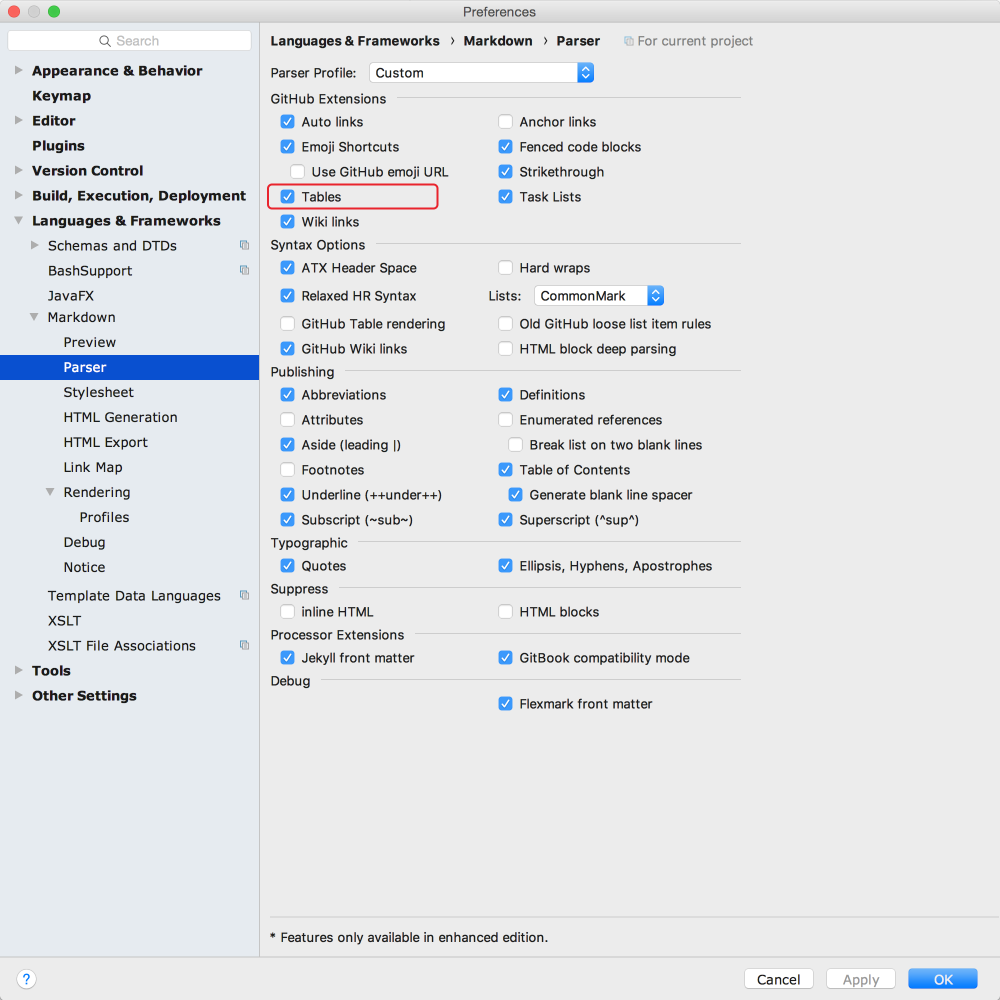 Preferences
Search
Appearance & Behavior
Keymap
Editor
Plugins
Version Control
Build, Execution, Deployment
Languages & Frameworks
Schemas and DTDs
BashSupport
JavaFX
Markdown
Preview
Parser
Stylesheet
HTML Generation
HTML Export
Link Map
Rendering
Profiles
Debug
Notice
Template Data Languages
XSLT
XSLT File Associations
Tools
Other Settings
Languages & Frameworks › Markdown › Parser For current project
Parser Profile: Custom
GitHub Extensions
Auto links Anchor links
Emoji Shortcuts Fenced code blocks
Use GitHub emoji URL Strikethrough
Tables Task Lists
Wiki links
Syntax Options
ATX Header Space Hard wraps
Relaxed HR Syntax Lists: CommonMark
GitHub Table rendering Old GitHub loose list item rules
GitHub Wiki links HTML block deep parsing
Publishing
Abbreviations Definitions
Attributes Enumerated references
Aside (leading |) Break list on two blank lines
Footnotes Table of Contents
Underline (++under++) Generate blank line spacer
Subscript (~sub~) Superscript (^sup^)
Typographic
Quotes Ellipsis, Hyphens, Apostrophes
Suppress
inline HTML HTML blocks
Processor Extensions
Jekyll front matter GitBook compatibility mode
Debug
Flexmark front matter
* Features only available in enhanced edition.
? Cancel Apply OK